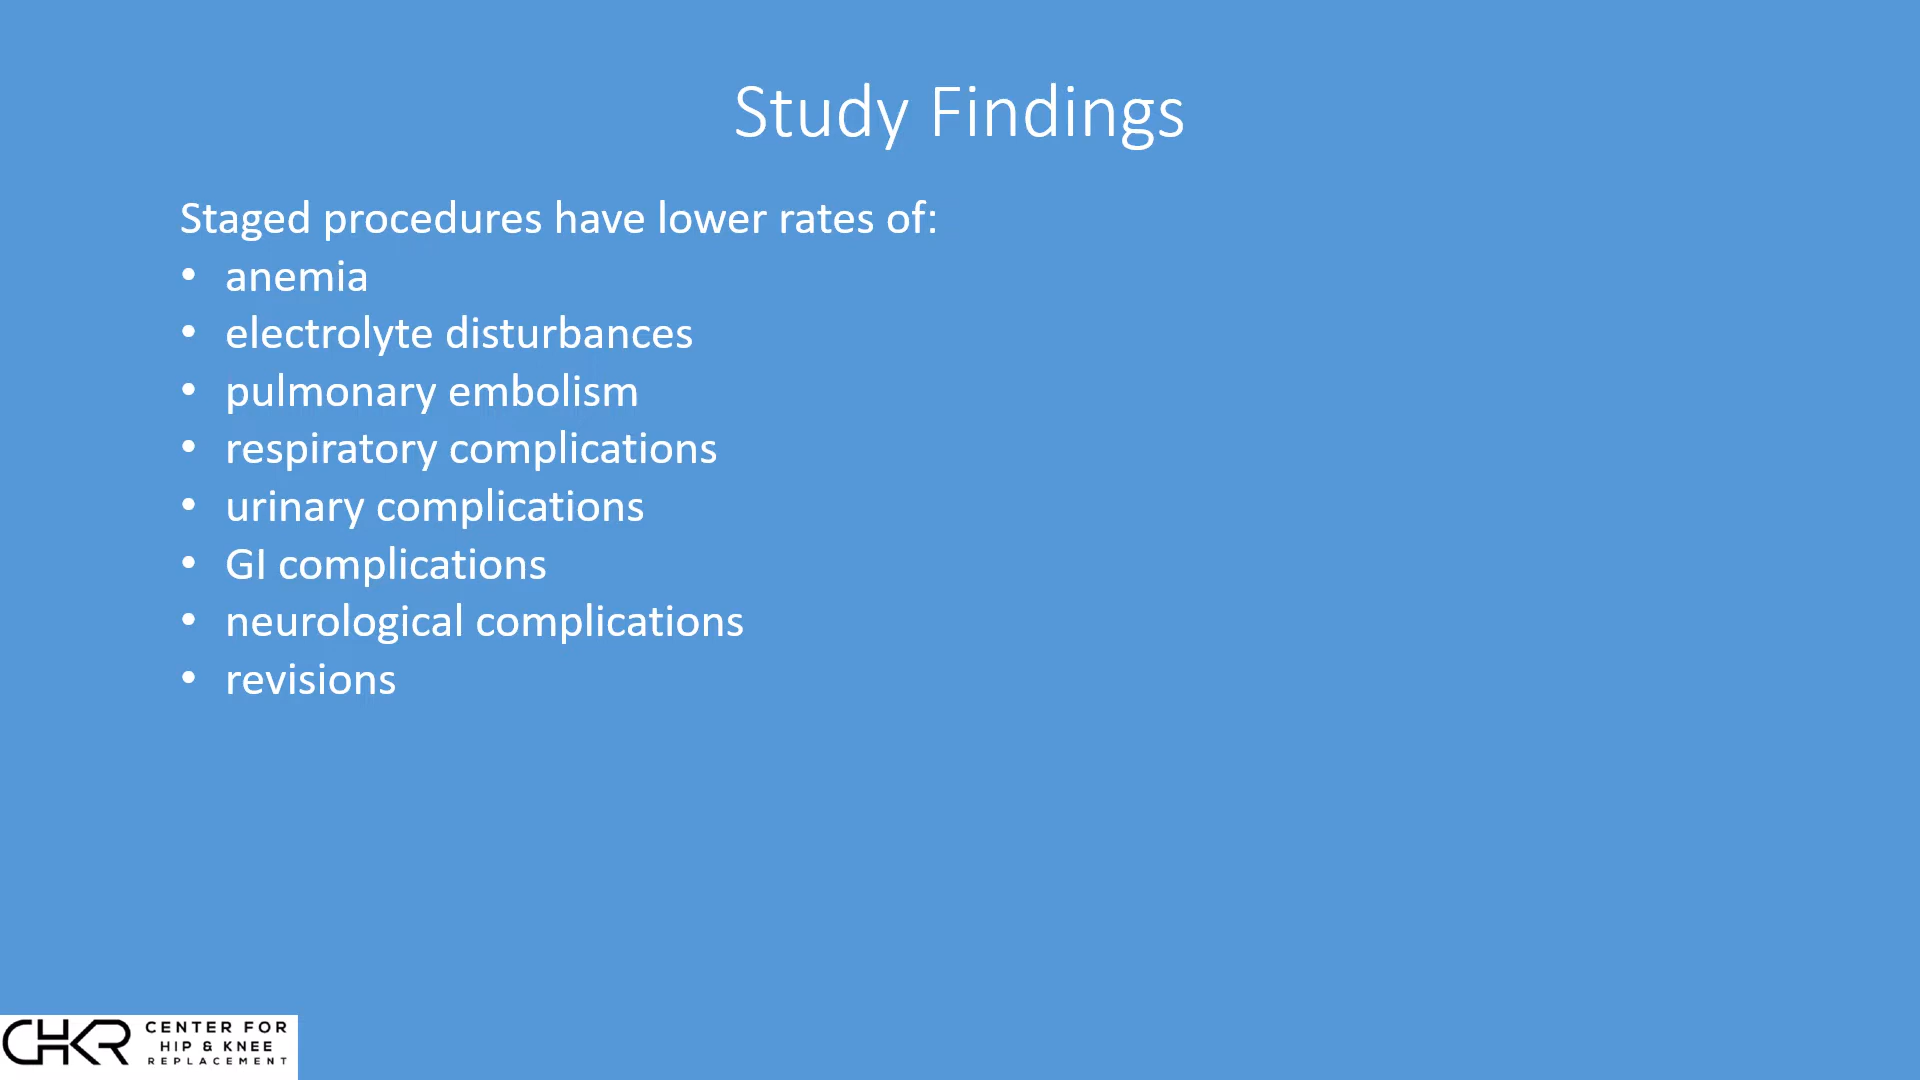 Study Findings
Staged procedures have lower rates of:
• anemia
• electrolyte disturbances
• pulmonary embolism
• respiratory complications
• urinary complications
• GI complications
• neurological complications
• revisions
CHKR
CENTER FOR
HIP & KNEE
REPLACEMENT